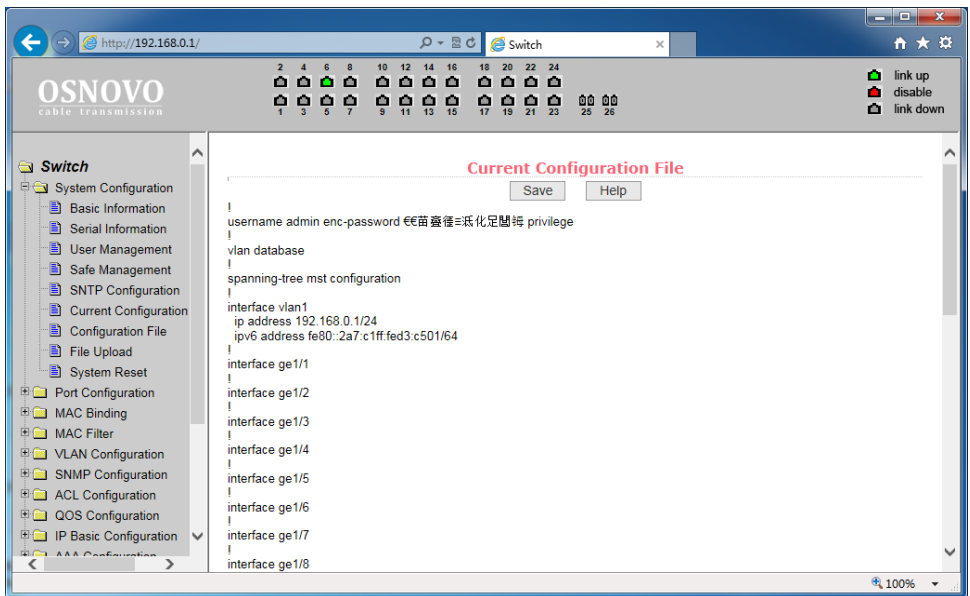 http://192.168.0.1/
Switch
OSNOVO
cable transmission
2 4 6 8 10 12 14 16 18 20 22 24
1 3 5 7 9 11 13 15 17 19 21 23 25 26
link up
disable
link down
Switch
System Configuration
Basic Information
Serial Information
User Management
Safe Management
SNTP Configuration
Current Configuration
Configuration File
File Upload
System Reset
Port Configuration
MAC Binding
MAC Filter
VLAN Configuration
SNMP Configuration
ACL Configuration
QOS Configuration
IP Basic Configuration
AAA Configuration
Current Configuration File
Save Help
!
username admin enc-password privilege
!
vlan database
!
spanning-tree mst configuration
!
interface vlan1
ip address 192.168.0.1/24
ipv6 address fe80::2a7:c1ff:fed3:c501/64
!
interface ge1/1
!
interface ge1/2
!
interface ge1/3
!
interface ge1/4
!
interface ge1/5
!
interface ge1/6
!
interface ge1/7
!
interface ge1/8
100%